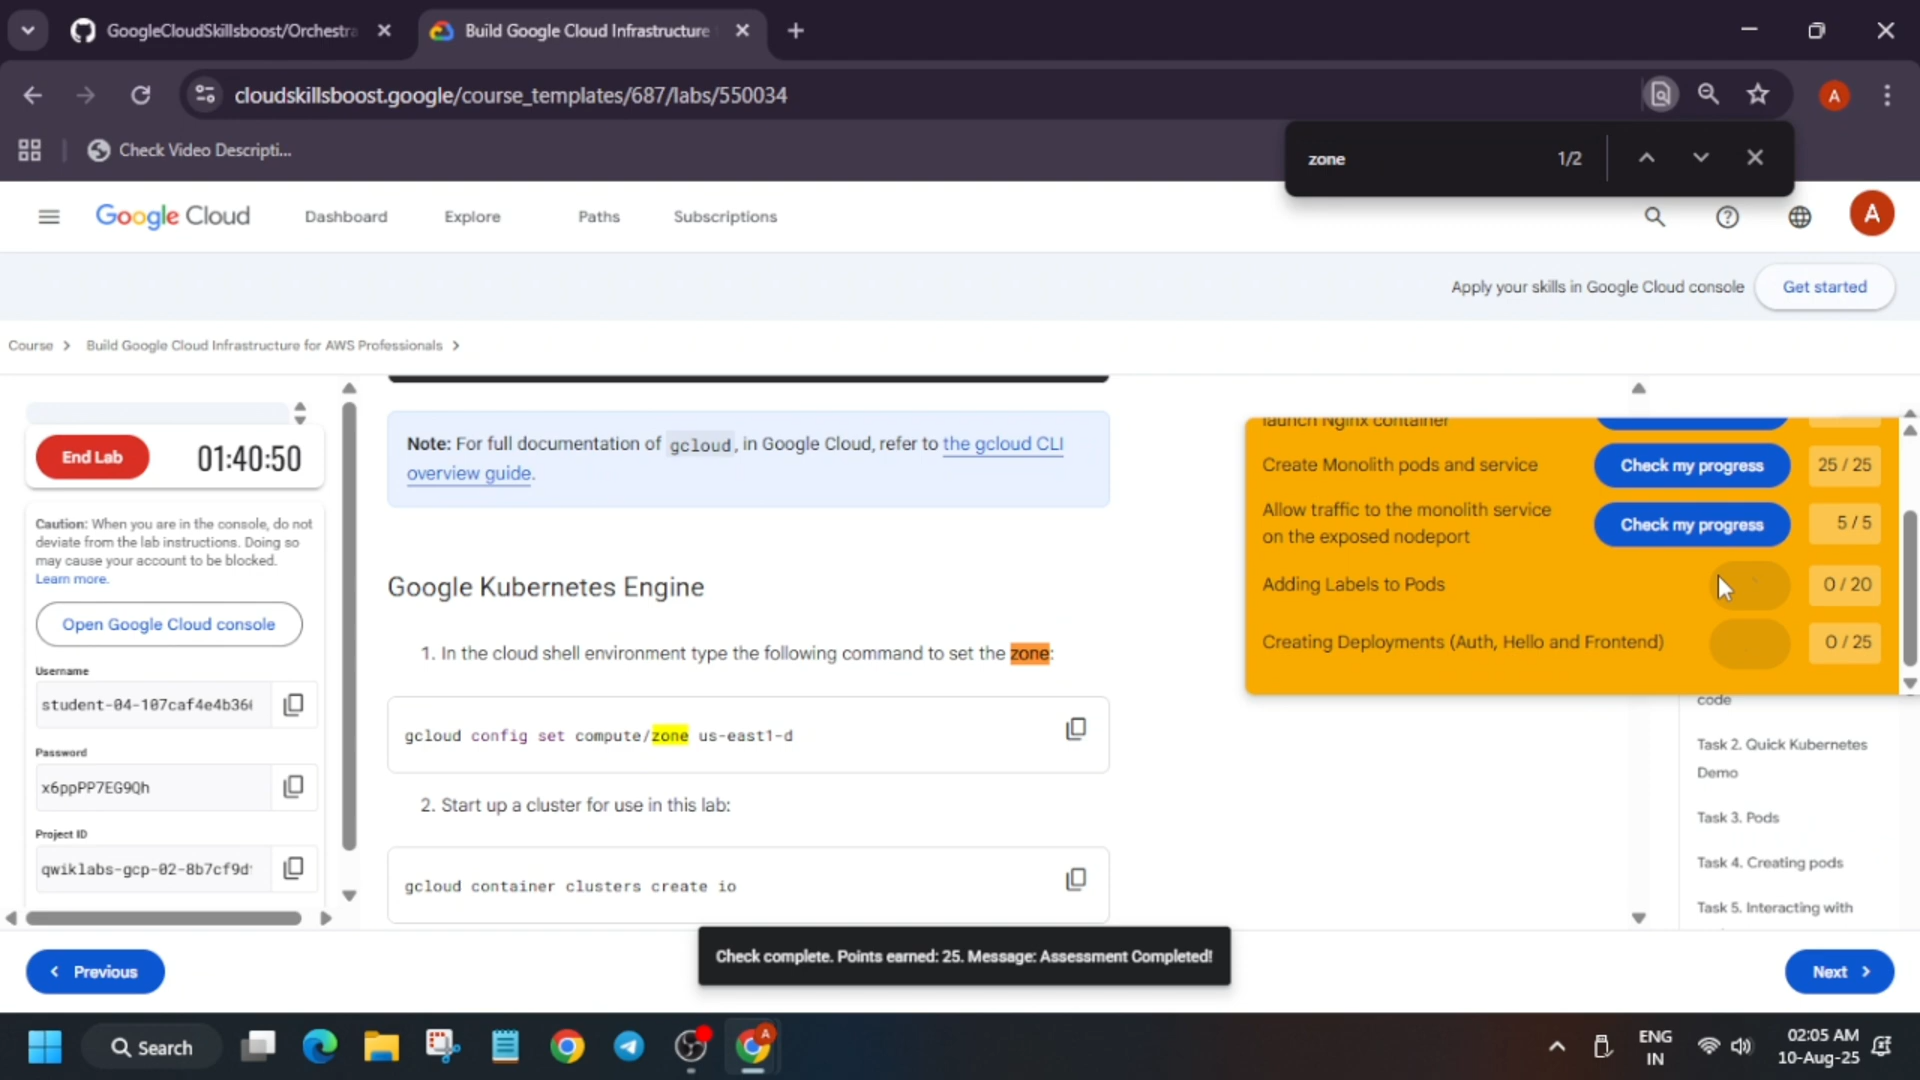 GoogleCloudSkillsboost/Orchestra
Build Google Cloud Infrastructure
cloudskillsboost.google/course_templates/687/labs/550034
A
Check Video Descripti...
zone
1/2
Google Cloud
Dashboard
Explore
Paths
Subscriptions
A
Apply your skills in Google Cloud console
Get started
Course
Build Google Cloud Infrastructure for AWS Professionals
End Lab
01:40:50
Caution: When you are in the console, do not
deviate from the lab instructions. Doing so
may cause your account to be blocked.
Learn more.
Open Google Cloud console
Username
student-04-107caf4e4b36
Password
x6ppPP7EG9Qh
Project ID
qwiklabs-gcp-02-8b7cf9d
Previous
Note: For full documentation of gcloud, in Google Cloud, refer to the gcloud CLI
overview guide.
Google Kubernetes Engine
1. In the cloud shell environment type the following command to set the zone:
gcloud config set compute/zone us-east1-d
2. Start up a cluster for use in this lab:
gcloud container clusters create io
Check complete. Points earned: 25. Message: Assessment Completed!
launch Nginx container
Create Monolith pods and service
Check my progress
25 / 25
Allow traffic to the monolith service
on the exposed nodeport
Check my progress
5 / 5
Adding Labels to Pods
0 / 20
Creating Deployments (Auth, Hello and Frontend)
0 / 25
code
Task 2. Quick Kubernetes
Demo
Task 3. Pods
Task 4. Creating pods
Task 5. Interacting with
Next
Search
A
ENG
IN
02:05 AM
10-Aug-25